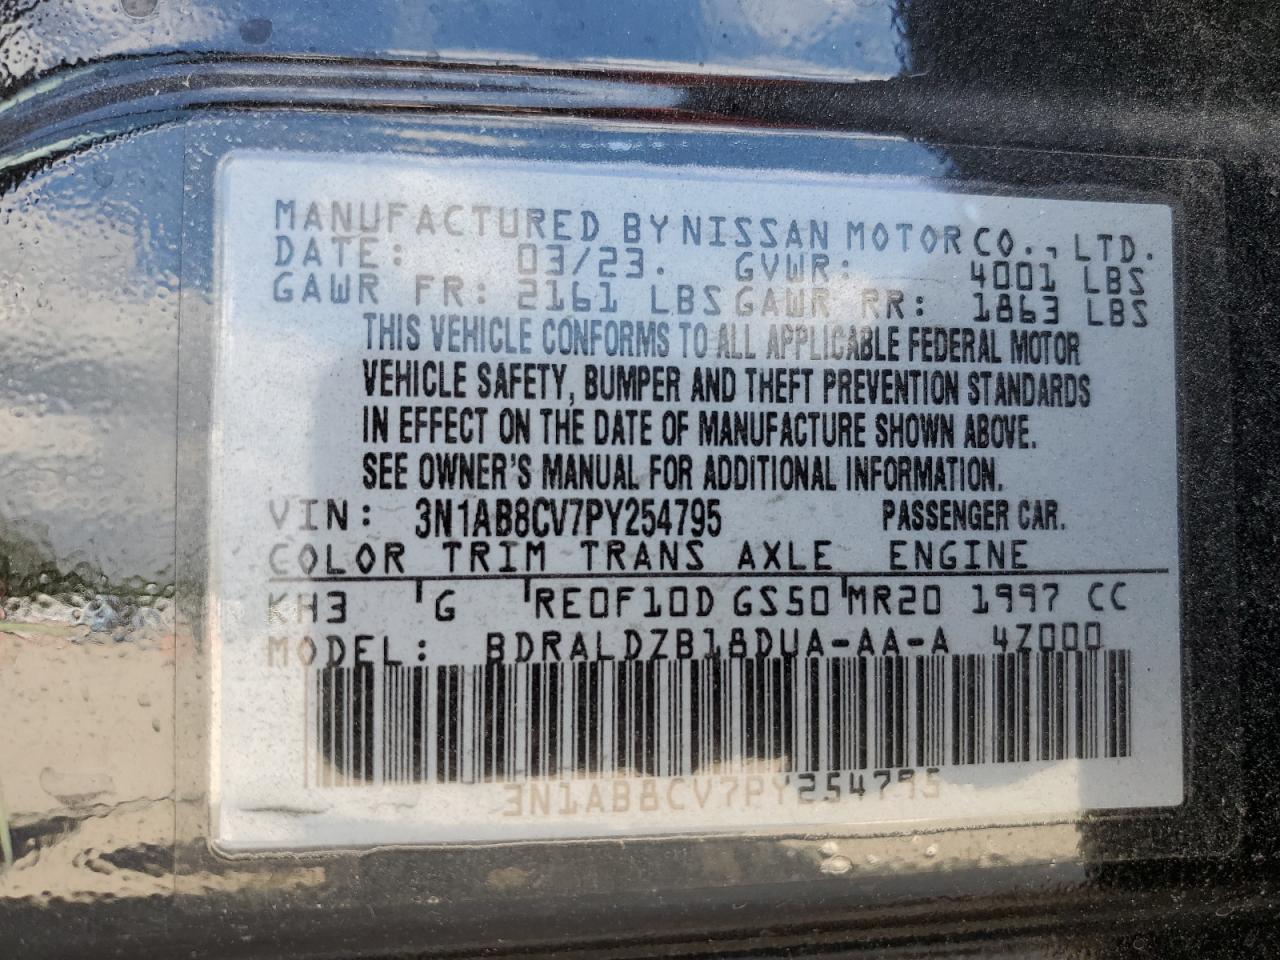 MANUFACTURED BY NISSAN MOTOR CO., LTD.
DATE: 03/23. GVWR: 4001 LBS
GAWR FR: 2161 LBS GAWR RR: 1863 LBS
THIS VEHICLE CONFORMS TO ALL APPLICABLE FEDERAL MOTOR
VEHICLE SAFETY, BUMPER AND THEFT PREVENTION STANDARDS
IN EFFECT ON THE DATE OF MANUFACTURE SHOWN ABOVE.
SEE OWNER'S MANUAL FOR ADDITIONAL INFORMATION.
VIN: 3N1AB8CV7PY254795 PASSENGER CAR.
COLOR TRIM TRANS AXLE ENGINE
KH3 G RE0F10D GS50 MR20 1997 CC
MODEL: BDRALDZB18DUA-AA-A 4Z000
3N1AB8CV7PY254795